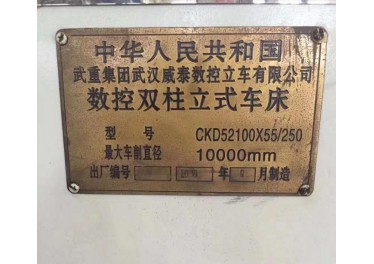 中华人民共和国
武重集团武汉威泰数控立车有限公司
数控双柱立式车床
型号 CKD52100X55/250
最大车削直径 10000mm
出厂编号 年 月制造